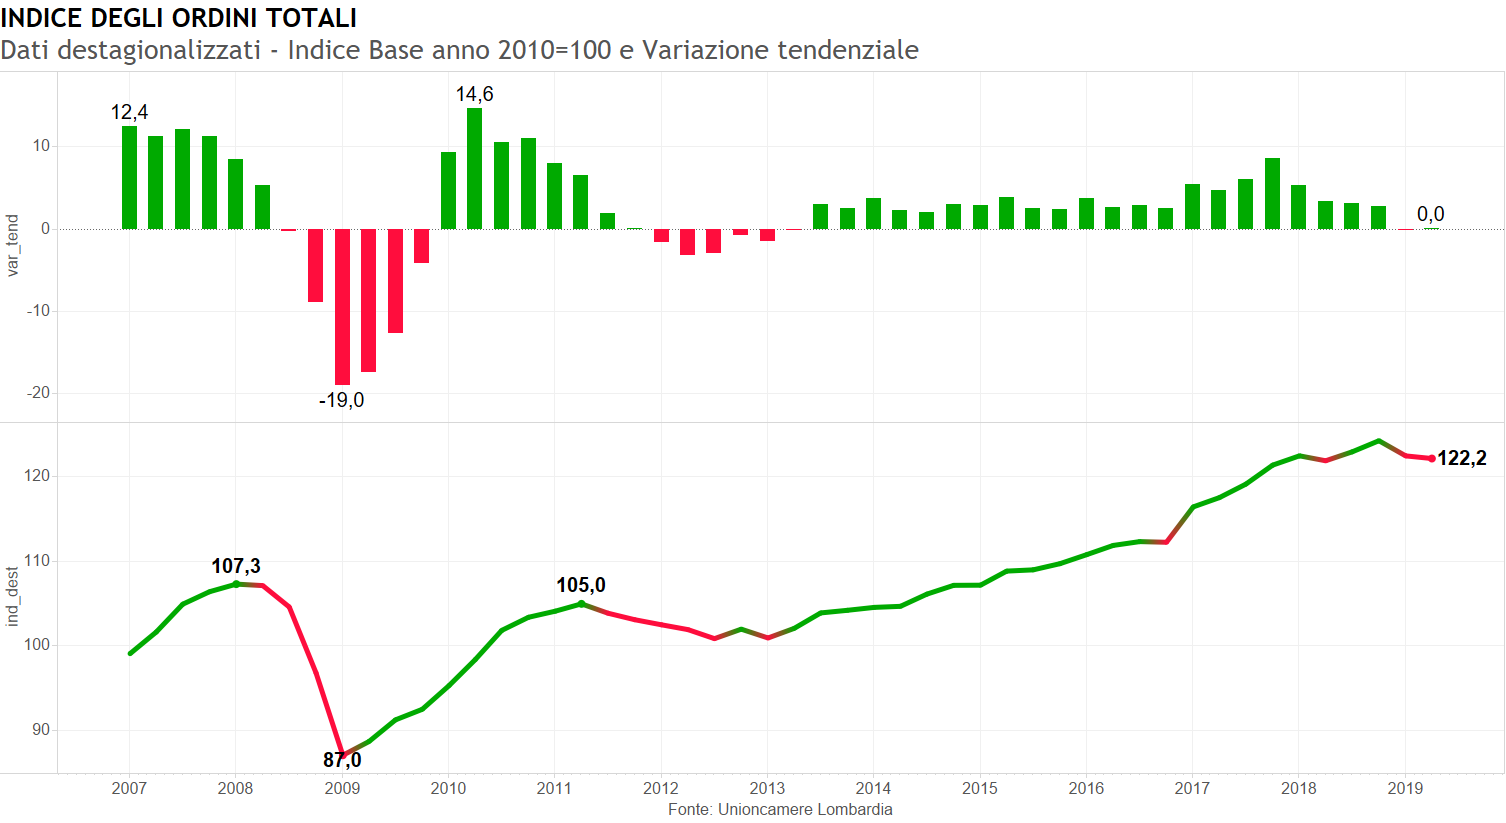 INDICE DEGLI ORDINI TOTALI
Dati destagionalizzati - Indice Base anno 2010=100 e Variazione tendenziale
12,4
14,6
10
0,0
0
var_tend
-10
-20
-19,0
120
122,2
110
107,3
105,0
ind_dest
100
90
87,0
2007 2008 2009 2010 2011 2012 2013 2014 2015 2016 2017 2018 2019
Fonte: Unioncamere Lombardia